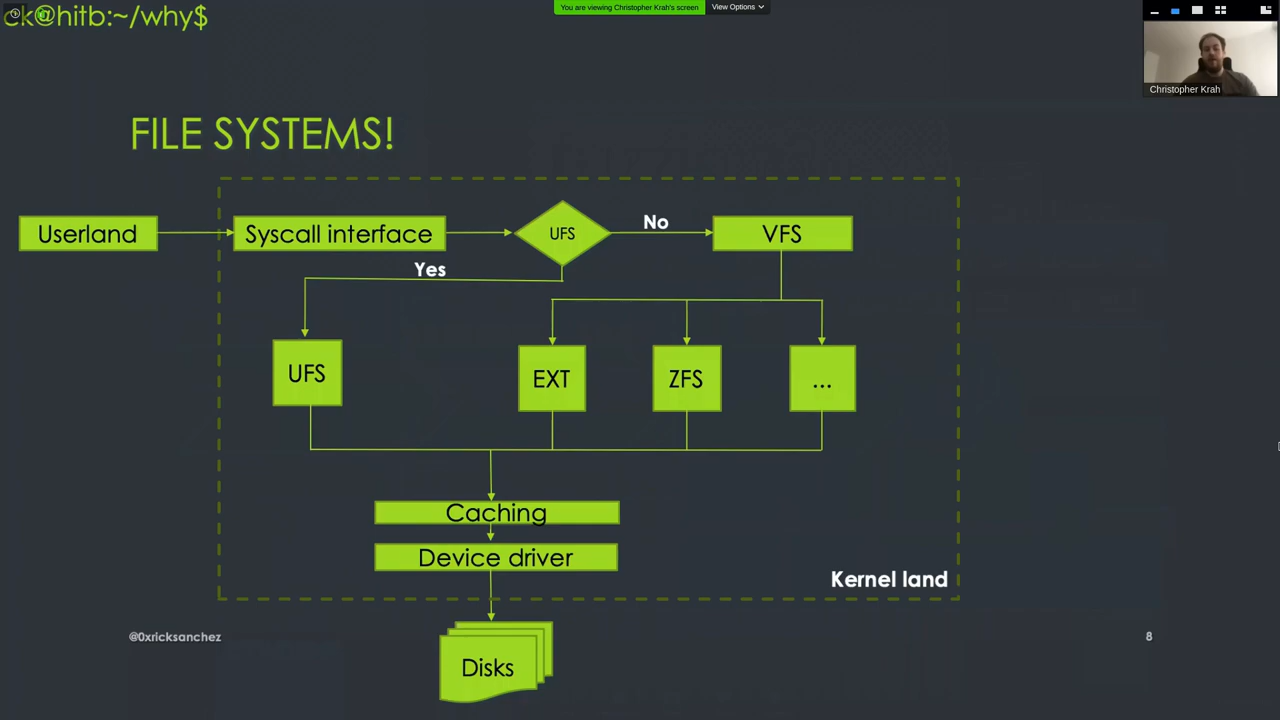 ck@hitb:~/why$
You are viewing Christopher Krah's screen
View Options
Christopher Krah
FILE SYSTEMS!
Userland
Syscall interface
UFS
No
VFS
Yes
UFS
EXT
ZFS
...
Caching
Device driver
Kernel land
@0xricksanchez
8
Disks